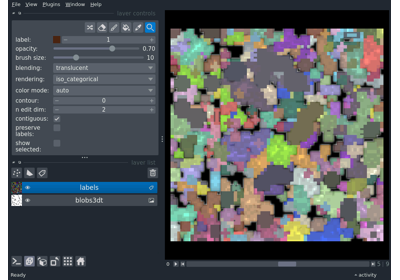 File View Plugins Window Help
layer controls
label: 1
opacity: 0.70
brush size: 10
blending: translucent
rendering: iso_categorical
color mode: auto
contour: 0
n edit dim: 2
contiguous:
preserve
labels:
show
selected:
layer list
labels
blobs3dt
Ready
activity